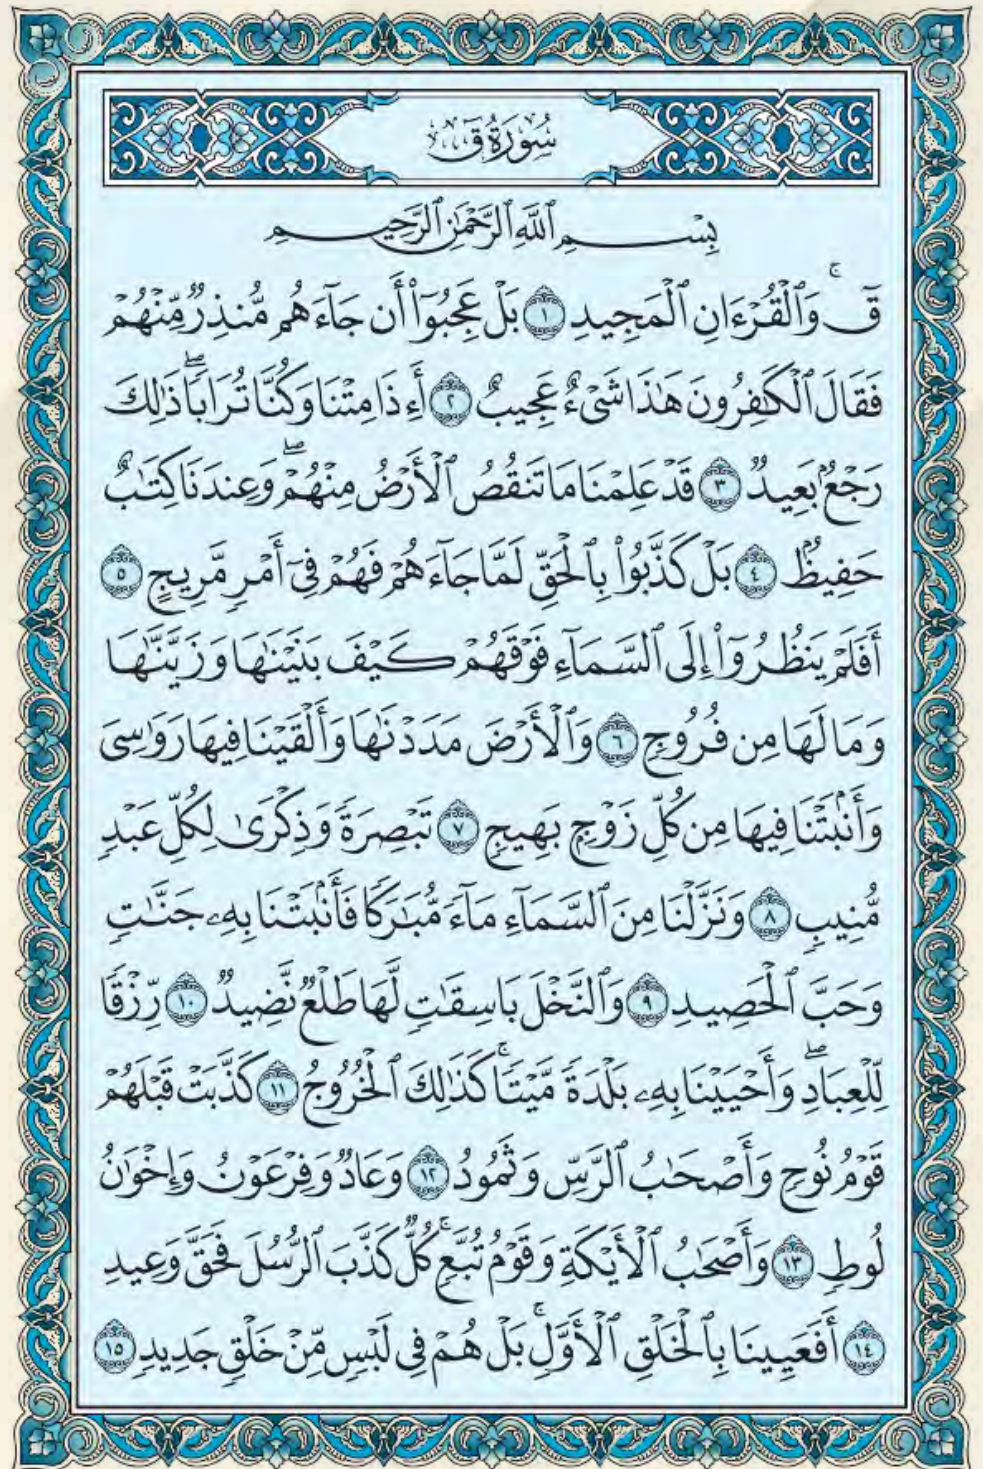 سُورَةُ قٓ
بِسْمِ ٱللَّهِ ٱلرَّحْمَٰنِ ٱلرَّحِيمِ
قٓۚ وَٱلْقُرْءَانِ ٱلْمَجِيدِ ١ بَلْ عَجِبُوٓا۟ أَن جَآءَهُم مُّنذِرٌ مِّنْهُمْ
فَقَالَ ٱلْكَٰفِرُونَ هَٰذَا شَىْءٌ عَجِيبٌ ٢ أَءِذَا مِتْنَا وَكُنَّا تُرَابًاۖ ذَٰلِكَ
رَجْعٌۢ بَعِيدٌ ٣ قَدْ عَلِمْنَا مَا تَنقُصُ ٱلْأَرْضُ مِنْهُمْۖ وَعِندَنَا كِتَٰبٌ
حَفِيظٌۢ ٤ بَلْ كَذَّبُوا۟ بِٱلْحَقِّ لَمَّا جَآءَهُمْ فَهُمْ فِىٓ أَمْرٍ مَّرِيجٍ ٥
أَفَلَمْ يَنظُرُوٓا۟ إِلَى ٱلسَّمَآءِ فَوْقَهُمْ كَيْفَ بَنَيْنَٰهَا وَزَيَّنَّٰهَا
وَمَا لَهَا مِن فُرُوجٍ ٦ وَٱلْأَرْضَ مَدَدْنَٰهَا وَأَلْقَيْنَا فِيهَا رَوَٰسِىَ
وَأَنۢبَتْنَا فِيهَا مِن كُلِّ زَوْجٍۭ بَهِيجٍ ٧ تَبْصِرَةً وَذِكْرَىٰ لِكُلِّ عَبْدٍ
مُّنِيبٍ ٨ وَنَزَّلْنَا مِنَ ٱلسَّمَآءِ مَآءً مُّبَٰرَكًا فَأَنۢبَتْنَا بِهِۦ جَنَّٰتٍ
وَحَبَّ ٱلْحَصِيدِ ٩ وَٱلنَّخْلَ بَاسِقَٰتٍ لَّهَا طَلْعٌ نَّضِيدٌ ١٠ رِّزْقًا
لِّلْعِبَادِۖ وَأَحْيَيْنَا بِهِۦ بَلْدَةً مَّيْتًاۚ كَذَٰلِكَ ٱلْخُرُوجُ ١١ كَذَّبَتْ قَبْلَهُمْ
قَوْمُ نُوحٍ وَأَصْحَٰبُ ٱلرَّسِّ وَثَمُودُ ١٢ وَعَادٌ وَفِرْعَوْنُ وَإِخْوَٰنُ
لُوطٍ ١٣ وَأَصْحَٰبُ ٱلْأَيْكَةِ وَقَوْمُ تُبَّعٍۚ كُلٌّ كَذَّبَ ٱلرُّسُلَ فَحَقَّ وَعِيدِ
١٤ أَفَعَيِينَا بِٱلْخَلْقِ ٱلْأَوَّلِۚ بَلْ هُمْ فِى لَبْسٍ مِّنْ خَلْقٍ جَدِيدٍ ١٥